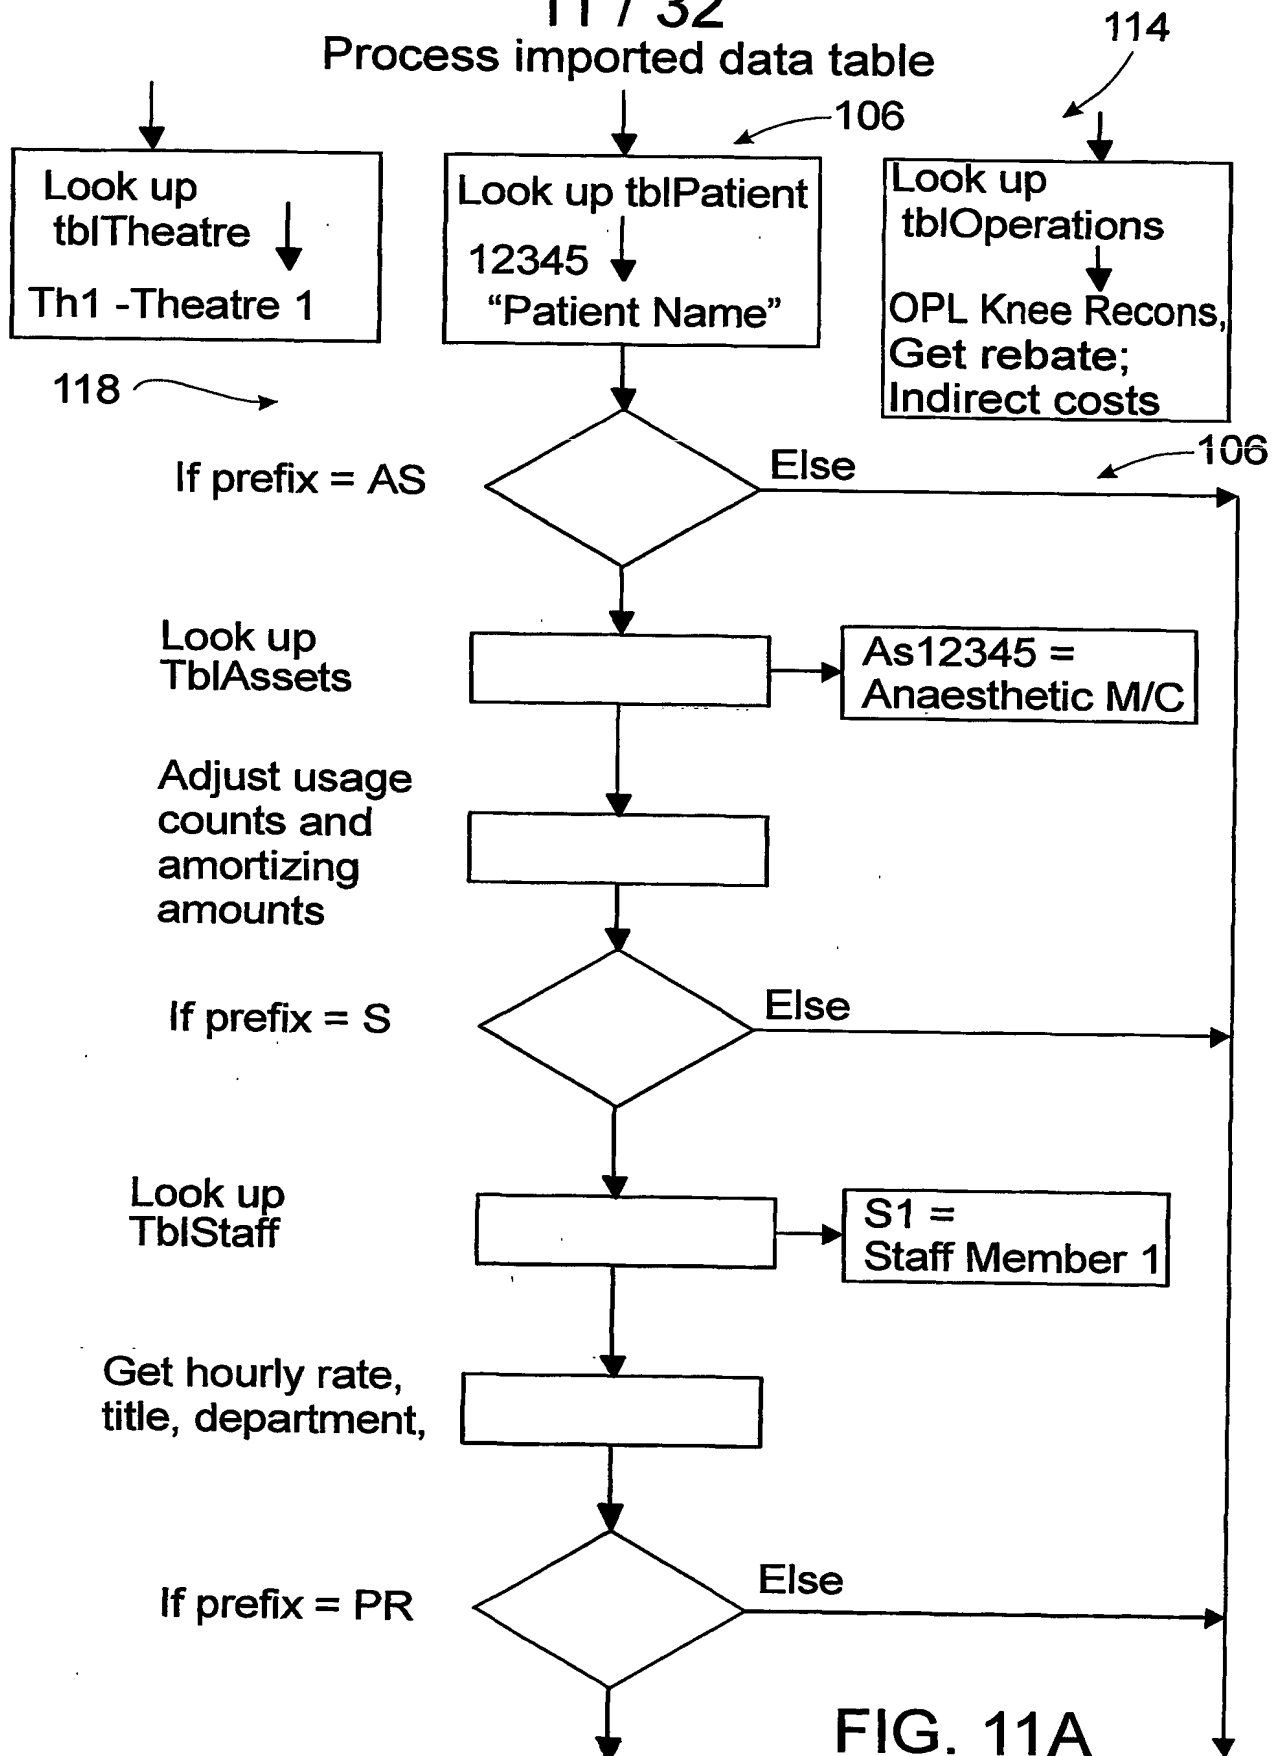 11 / 32
Process imported data table
114
106
Look up
tblTheatre
Th1 -Theatre 1
Look up tblPatient
12345
“Patient Name”
Look up
tblOperations
OPL Knee Recons,
Get rebate;
Indirect costs
118
106
If prefix = AS
Else
Look up
TblAssets
As12345 =
Anaesthetic M/C
Adjust usage
counts and
amortizing
amounts
If prefix = S
Else
Look up
TblStaff
S1 =
Staff Member 1
Get hourly rate,
title, department,
If prefix = PR
Else
FIG. 11A